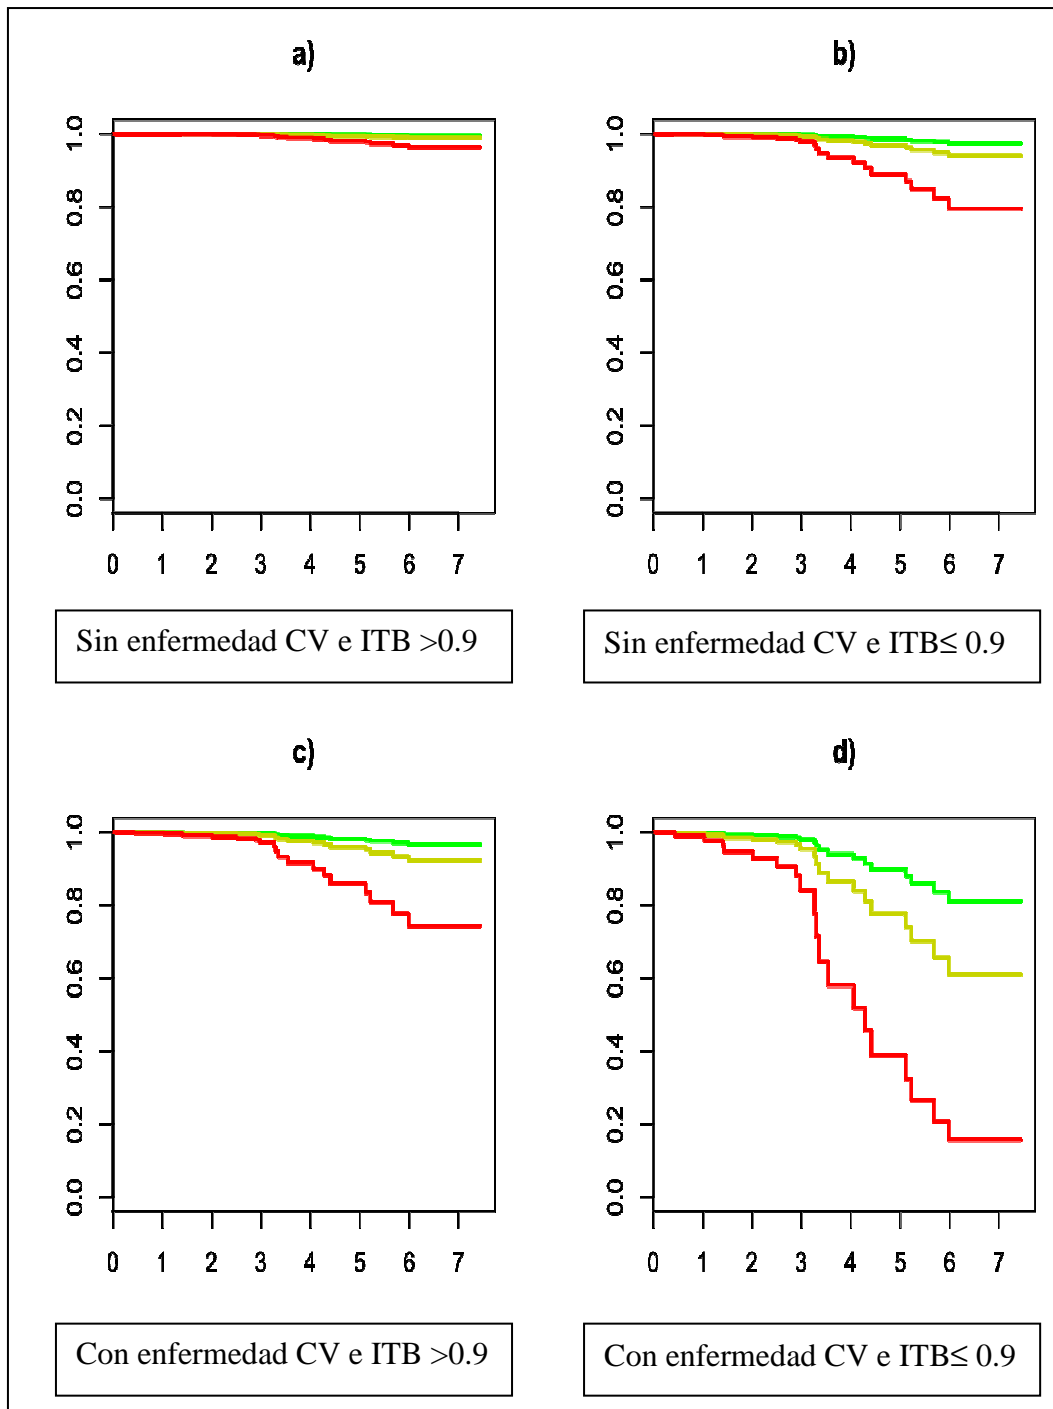 a)
b)
1.0
0.8
0.6
0.4
0.2
0.0
0 1 2 3 4 5 6 7
1.0
0.8
0.6
0.4
0.2
0.0
0 1 2 3 4 5 6 7
Sin enfermedad CV e ITB >0.9
Sin enfermedad CV e ITB≤ 0.9
c)
d)
1.0
0.8
0.6
0.4
0.2
0.0
0 1 2 3 4 5 6 7
1.0
0.8
0.6
0.4
0.2
0.0
0 1 2 3 4 5 6 7
Con enfermedad CV e ITB >0.9
Con enfermedad CV e ITB≤ 0.9